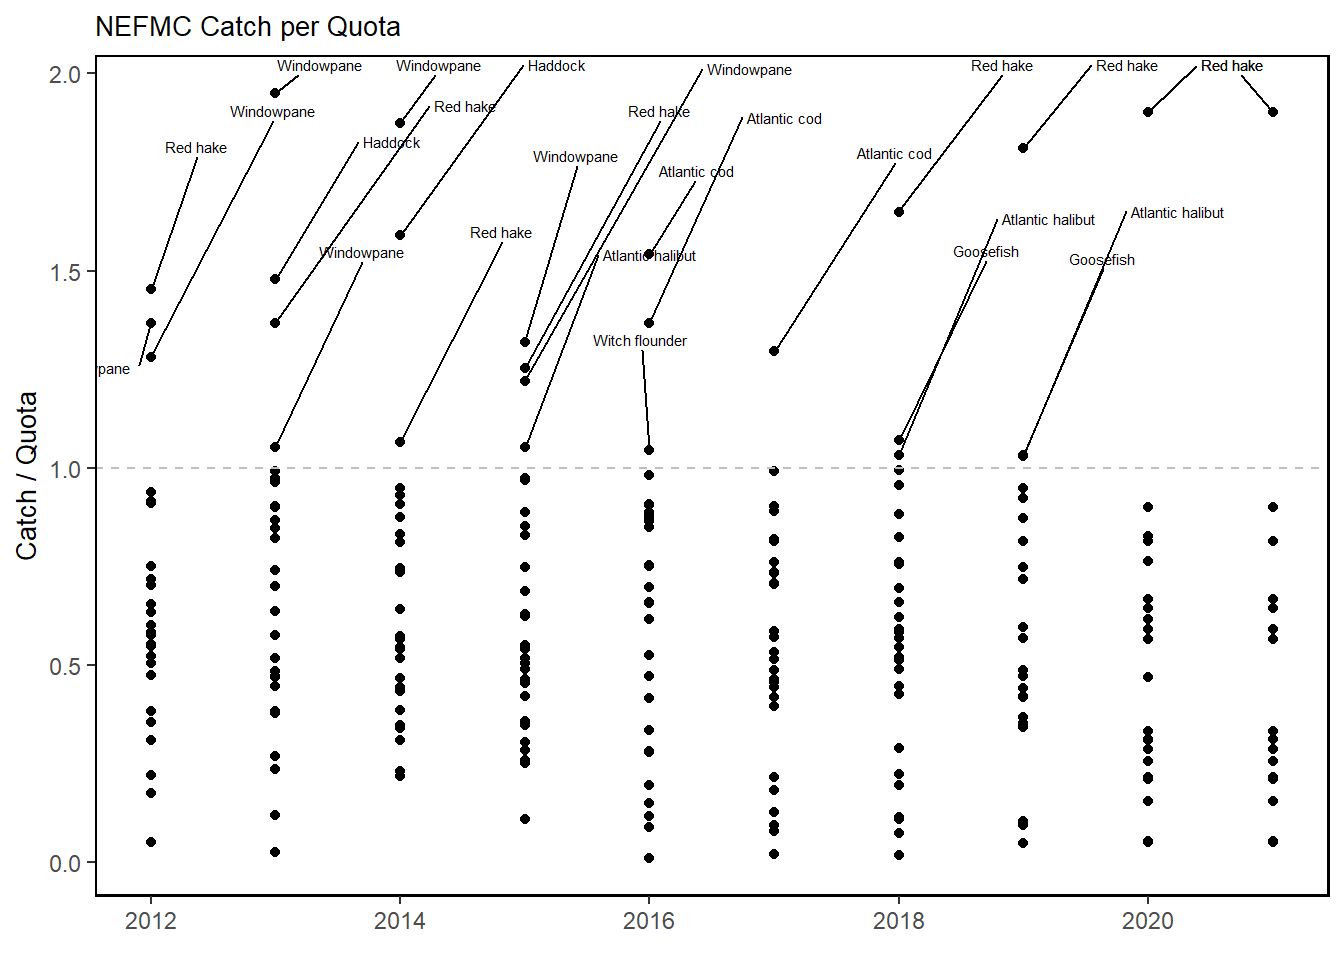 NEFMC Catch per Quota
Catch / Quota
2.0
1.5
1.0
0.5
0.0
Windowpane
Windowpane
Haddock
Windowpane
Red hake
Red hake
Red hake
Windowpane
Red hake
Red hake
Atlantic cod
Haddock
Red hake
Windowpane
Atlantic cod
Atlantic cod
Atlantic halibut
Atlantic halibut
Red hake
Windowpane
Atlantic halibut
Goosefish
Goosefish
Witch flounder
pane
2012
2014
2016
2018
2020